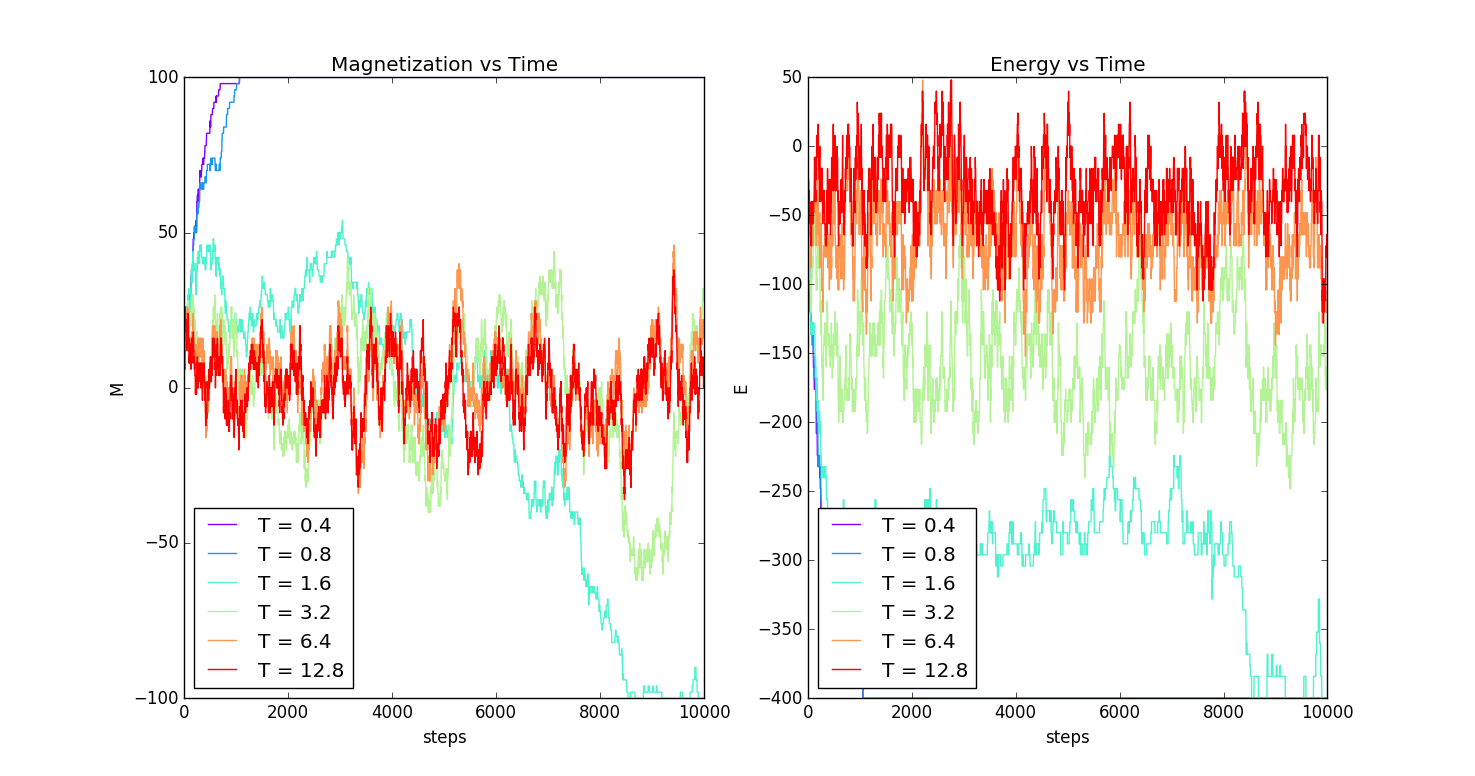 Magnetization vs Time
100
50
0
−50
−100
M
0
2000
4000
6000
8000
10000
steps
T = 0.4
T = 0.8
T = 1.6
T = 3.2
T = 6.4
T = 12.8
Energy vs Time
50
0
−50
−100
−150
−200
−250
−300
−350
−400
E
0
2000
4000
6000
8000
10000
steps
T = 0.4
T = 0.8
T = 1.6
T = 3.2
T = 6.4
T = 12.8